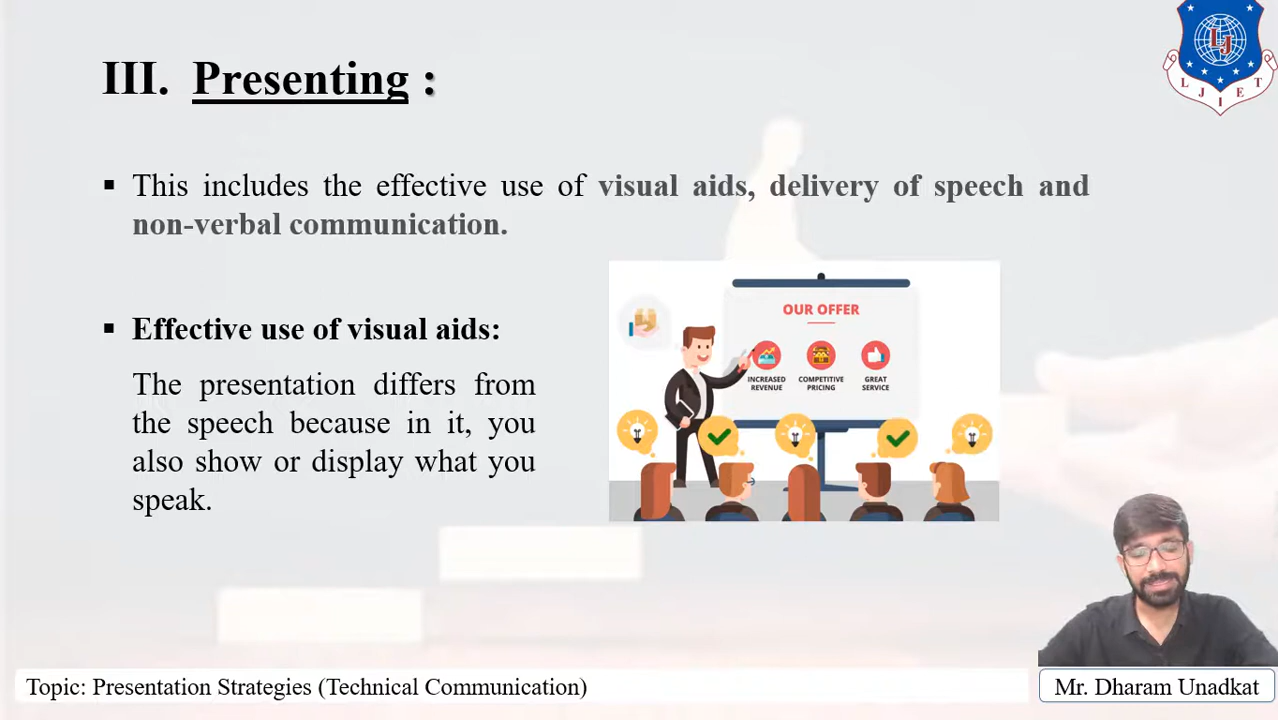 III. Presenting :
▪ This includes the effective use of visual aids, delivery of speech and
non-verbal communication.
▪ Effective use of visual aids:
The presentation differs from
the speech because in it, you
also show or display what you
speak.
OUR OFFER
INCREASED
REVENUE
COMPETITIVE
PRICING
GREAT
SERVICE
LJ
L J I E T
Topic: Presentation Strategies (Technical Communication)
Mr. Dharam Unadkat